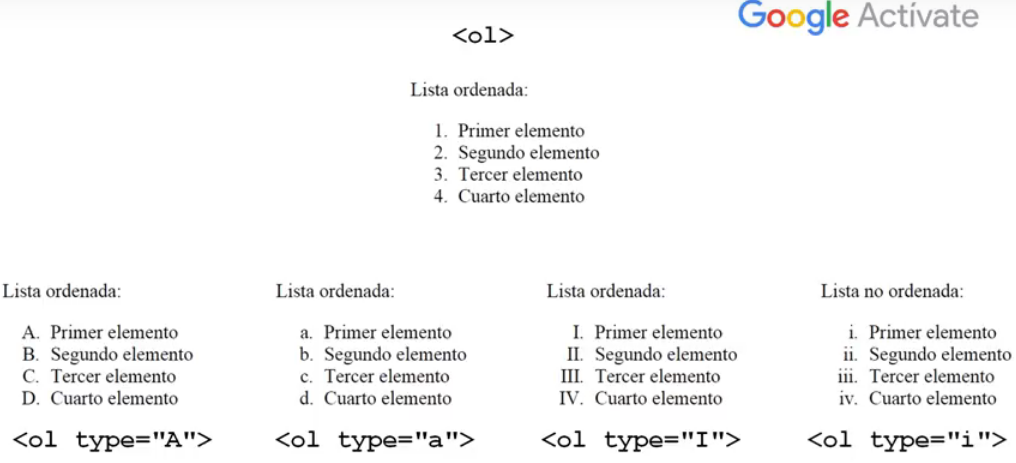 Google Actívate
<ol>
Lista ordenada:
1. Primer elemento
2. Segundo elemento
3. Tercer elemento
4. Cuarto elemento
Lista ordenada:
A. Primer elemento
B. Segundo elemento
C. Tercer elemento
D. Cuarto elemento
<ol type="A">
Lista ordenada:
a. Primer elemento
b. Segundo elemento
c. Tercer elemento
d. Cuarto elemento
<ol type="a">
Lista ordenada:
I. Primer elemento
II. Segundo elemento
III. Tercer elemento
IV. Cuarto elemento
<ol type="I">
Lista no ordenada:
i. Primer elemento
ii. Segundo elemento
iii. Tercer elemento
iv. Cuarto elemento
<ol type="i">